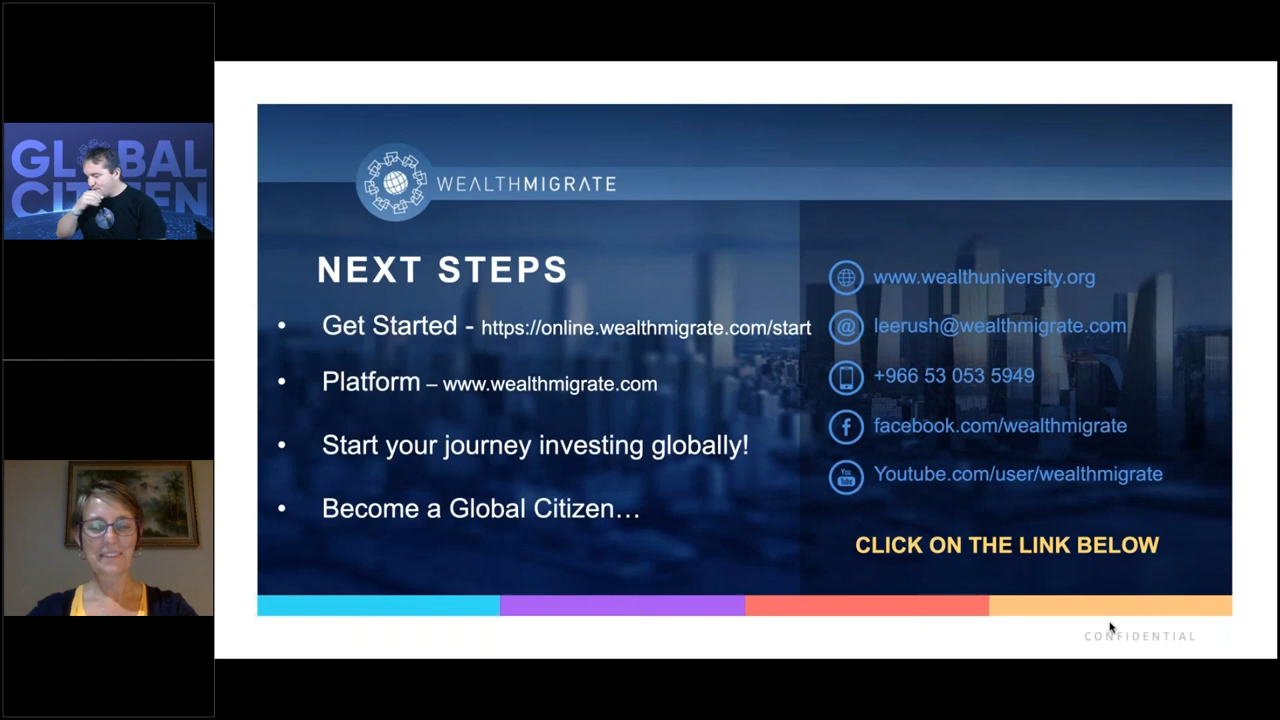 GLOBAL
CITIZEN
WEALTHMIGRATE
NEXT STEPS
• Get Started - https://online.wealthmigrate.com/start
• Platform – www.wealthmigrate.com
• Start your journey investing globally!
• Become a Global Citizen…
www.wealthuniversity.org
@ leerush@wealthmigrate.com
+966 53 053 5949
f facebook.com/wealthmigrate
You Tube Youtube.com/user/wealthmigrate
CLICK ON THE LINK BELOW
CONFIDENTIAL